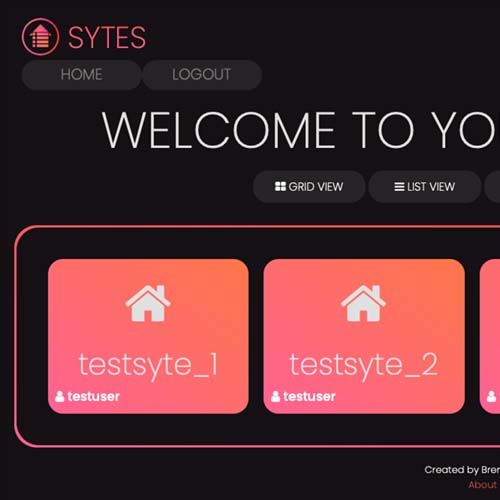 SYTES
HOME LOGOUT
WELCOME TO YO
GRID VIEW LIST VIEW
testsyte_1 testsyte_2
testuser testuser
Created by Bren
About